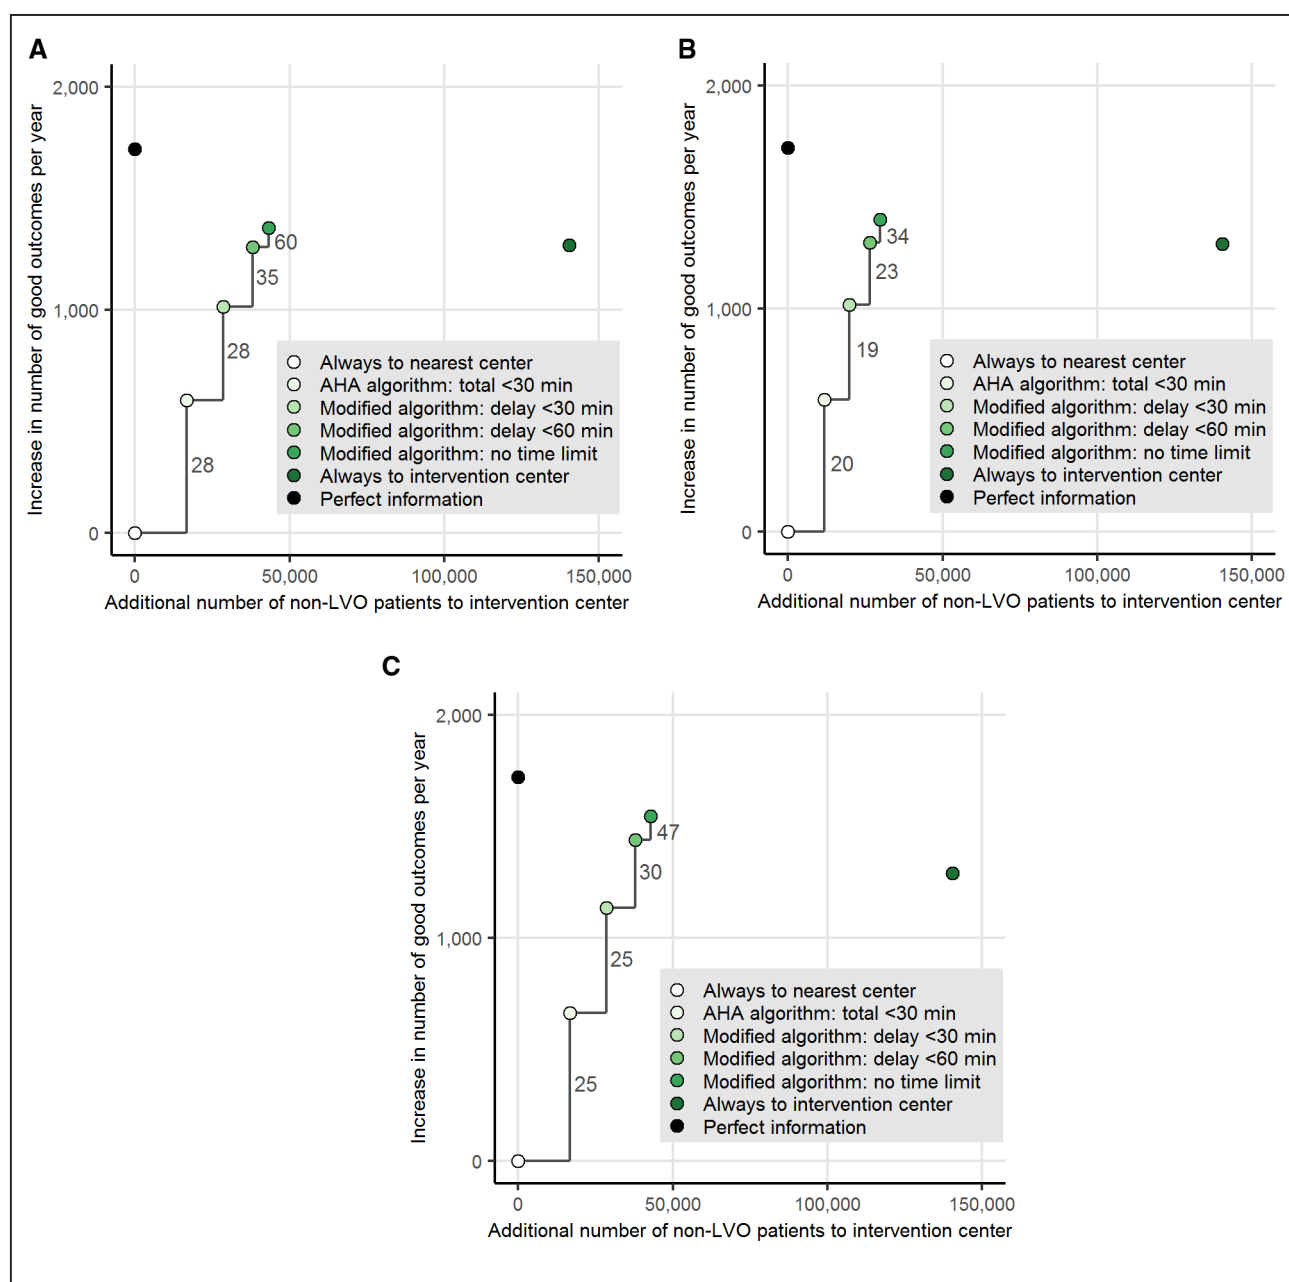 A
Increase in number of good outcomes per year
2,000
1,000
0
60
35
28
28
Always to nearest center
AHA algorithm: total <30 min
Modified algorithm: delay <30 min
Modified algorithm: delay <60 min
Modified algorithm: no time limit
Always to intervention center
Perfect information
0 50,000 100,000 150,000
Additional number of non-LVO patients to intervention center
B
Increase in number of good outcomes per year
2,000
1,000
0
34
23
19
20
Always to nearest center
AHA algorithm: total <30 min
Modified algorithm: delay <30 min
Modified algorithm: delay <60 min
Modified algorithm: no time limit
Always to intervention center
Perfect information
0 50,000 100,000 150,000
Additional number of non-LVO patients to intervention center
C
Increase in number of good outcomes per year
2,000
1,000
0
47
30
25
25
Always to nearest center
AHA algorithm: total <30 min
Modified algorithm: delay <30 min
Modified algorithm: delay <60 min
Modified algorithm: no time limit
Always to intervention center
Perfect information
0 50,000 100,000 150,000
Additional number of non-LVO patients to intervention center